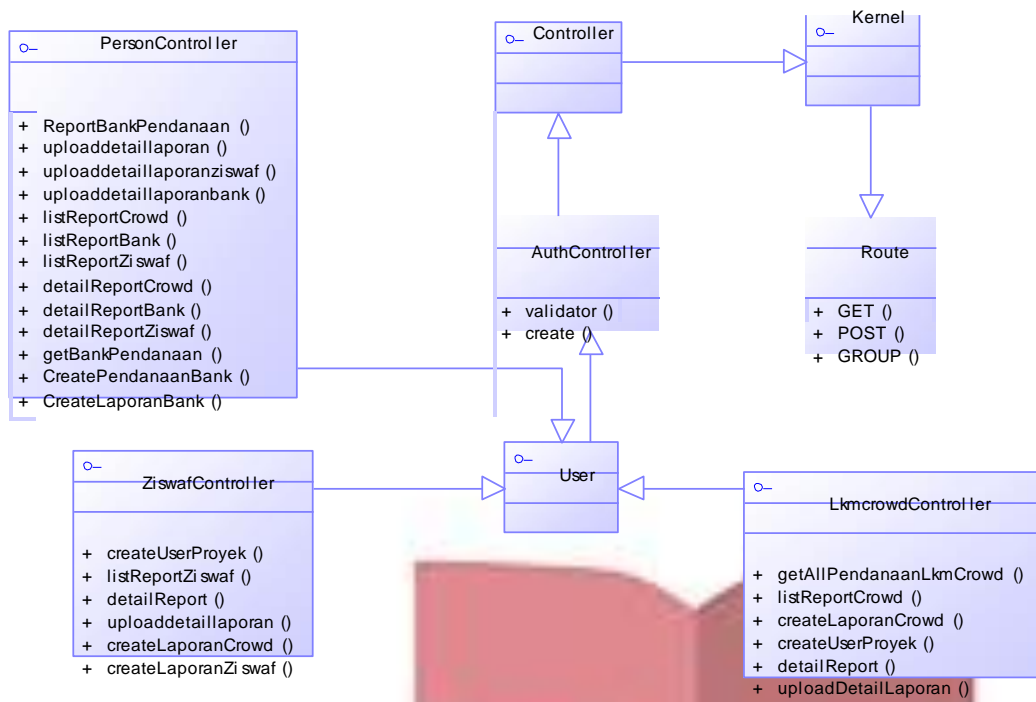 PersonController
+ ReportBankPendanaan ()
+ uploaddetaillaporan ()
+ uploaddetaillaporanziswaf ()
+ uploaddetaillaporanbank ()
+ listReportCrowd ()
+ listReportBank ()
+ listReportZiswaf ()
+ detailReportCrowd ()
+ detailReportBank ()
+ detailReportZiswaf ()
+ getBankPendanaan ()
+ CreatePendanaanBank ()
+ CreateLaporanBank ()
Controller
Kernel
AuthController
+ validator ()
+ create ()
Route
+ GET ()
+ POST ()
+ GROUP ()
ZiswafController
+ createUserProyek ()
+ listReportZiswaf ()
+ detailReport ()
+ uploaddetaillaporan ()
+ createLaporanCrowd ()
+ createLaporanZiswaf ()
User
LkmcrowdController
+ getAllPendanaanLkmCrowd ()
+ listReportCrowd ()
+ createLaporanCrowd ()
+ createUserProyek ()
+ detailReport ()
+ uploadDetailLaporan ()